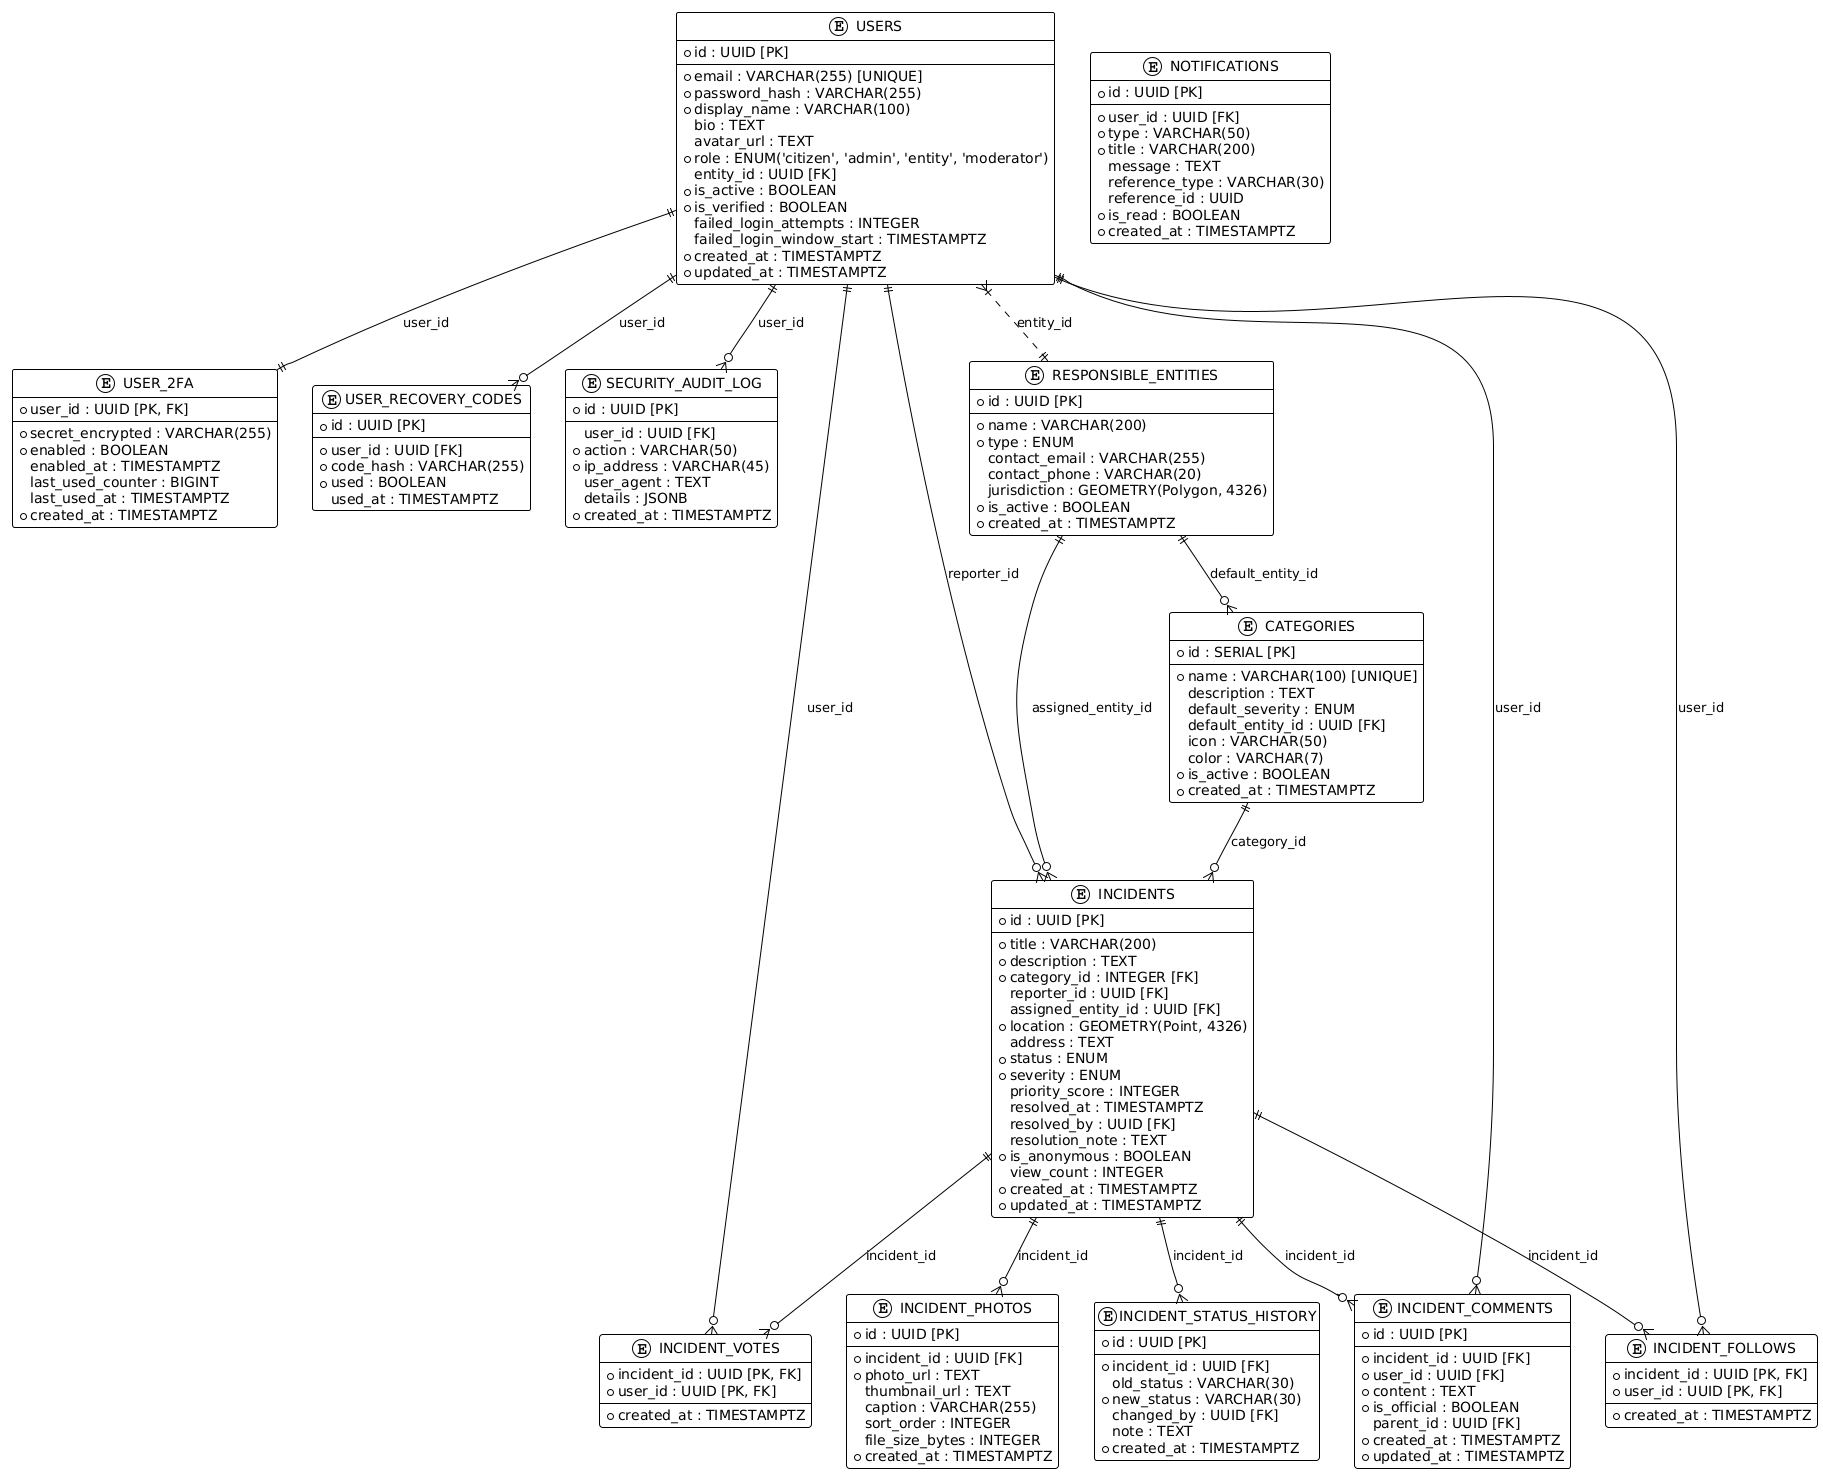 E USERS
id : UUID [PK]
email : VARCHAR(255) [UNIQUE]
password_hash : VARCHAR(255)
display_name : VARCHAR(100)
bio : TEXT
avatar_url : TEXT
role : ENUM('citizen', 'admin', 'entity', 'moderator')
entity_id : UUID [FK]
is_active : BOOLEAN
is_verified : BOOLEAN
failed_login_attempts : INTEGER
failed_login_window_start : TIMESTAMPTZ
created_at : TIMESTAMPTZ
updated_at : TIMESTAMPTZ
E NOTIFICATIONS
id : UUID [PK]
user_id : UUID [FK]
type : VARCHAR(50)
title : VARCHAR(200)
message : TEXT
reference_type : VARCHAR(30)
reference_id : UUID
is_read : BOOLEAN
created_at : TIMESTAMPTZ
user_id
user_id
user_id
entity_id
E USER_2FA
user_id : UUID [PK, FK]
secret_encrypted : VARCHAR(255)
enabled : BOOLEAN
enabled_at : TIMESTAMPTZ
last_used_counter : BIGINT
last_used_at : TIMESTAMPTZ
created_at : TIMESTAMPTZ
E USER_RECOVERY_CODES
id : UUID [PK]
user_id : UUID [FK]
code_hash : VARCHAR(255)
used : BOOLEAN
used_at : TIMESTAMPTZ
E SECURITY_AUDIT_LOG
id : UUID [PK]
user_id : UUID [FK]
action : VARCHAR(50)
ip_address : VARCHAR(45)
user_agent : TEXT
details : JSONB
created_at : TIMESTAMPTZ
E RESPONSIBLE_ENTITIES
id : UUID [PK]
name : VARCHAR(200)
type : ENUM
contact_email : VARCHAR(255)
contact_phone : VARCHAR(20)
jurisdiction : GEOMETRY(Polygon, 4326)
is_active : BOOLEAN
created_at : TIMESTAMPTZ
reporter_id
default_entity_id
E CATEGORIES
id : SERIAL [PK]
name : VARCHAR(100) [UNIQUE]
description : TEXT
default_severity : ENUM
default_entity_id : UUID [FK]
icon : VARCHAR(50)
color : VARCHAR(7)
is_active : BOOLEAN
created_at : TIMESTAMPTZ
user_id
assigned_entity_id
user_id
user_id
category_id
E INCIDENTS
id : UUID [PK]
title : VARCHAR(200)
description : TEXT
category_id : INTEGER [FK]
reporter_id : UUID [FK]
assigned_entity_id : UUID [FK]
location : GEOMETRY(Point, 4326)
address : TEXT
status : ENUM
severity : ENUM
priority_score : INTEGER
resolved_at : TIMESTAMPTZ
resolved_by : UUID [FK]
resolution_note : TEXT
is_anonymous : BOOLEAN
view_count : INTEGER
created_at : TIMESTAMPTZ
updated_at : TIMESTAMPTZ
incident_id
incident_id
incident_id
incident_id
incident_id
E INCIDENT_VOTES
incident_id : UUID [PK, FK]
user_id : UUID [PK, FK]
created_at : TIMESTAMPTZ
E INCIDENT_PHOTOS
id : UUID [PK]
incident_id : UUID [FK]
photo_url : TEXT
thumbnail_url : TEXT
caption : VARCHAR(255)
sort_order : INTEGER
file_size_bytes : INTEGER
created_at : TIMESTAMPTZ
E INCIDENT_STATUS_HISTORY
id : UUID [PK]
incident_id : UUID [FK]
old_status : VARCHAR(30)
new_status : VARCHAR(30)
changed_by : UUID [FK]
note : TEXT
created_at : TIMESTAMPTZ
E INCIDENT_COMMENTS
id : UUID [PK]
incident_id : UUID [FK]
user_id : UUID [FK]
content : TEXT
is_official : BOOLEAN
parent_id : UUID [FK]
created_at : TIMESTAMPTZ
updated_at : TIMESTAMPTZ
E INCIDENT_FOLLOWS
incident_id : UUID [PK, FK]
user_id : UUID [PK, FK]
created_at : TIMESTAMPTZ